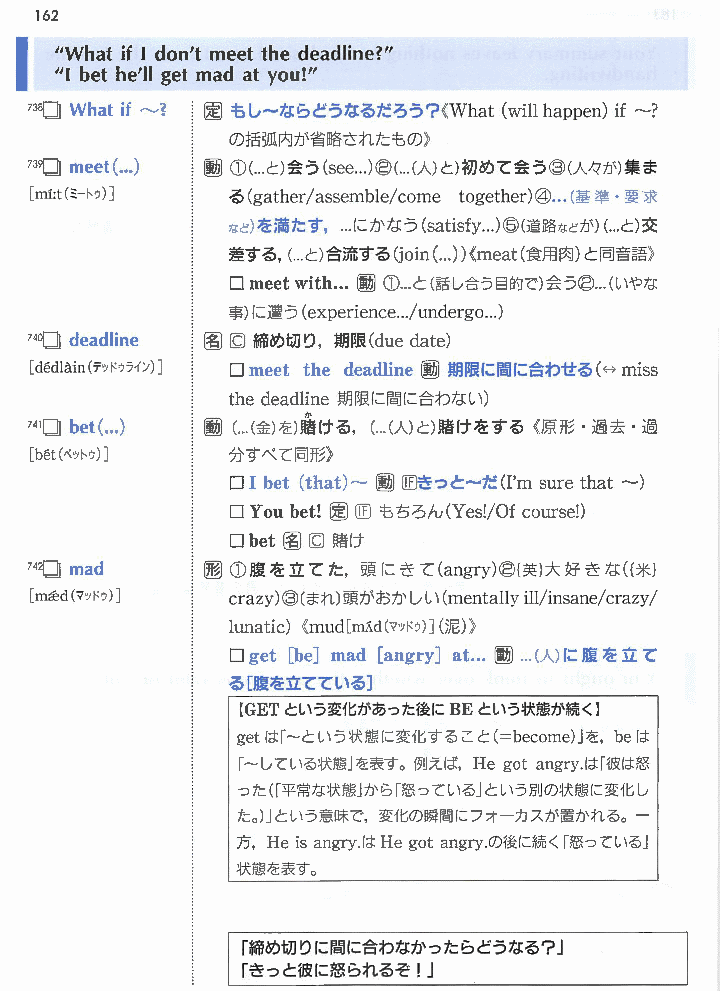 162
"What if I don't meet the deadline?"
"I bet he'll get mad at you!"
738 What if ～?
定 もし～ならどうなるだろう?《What (will happen) if ～?
の括弧内が省略されたもの》
739 meet(...)
[míːt(ミートゥ)]
動 ①(...と)会う(see...)②(...(人)と)初めて会う③(人々が)集ま
る(gather/assemble/come together)④...(基準・要求
など)を満たす, ...にかなう(satisfy...)⑤(道路などが)(...と)交
差する, (...と)合流する(join(...))《meat(食用肉)と同音語》
□ meet with... 動 ①...と(話し合う目的で)会う②...(いやな
事)に遭う(experience.../undergo...)
740 deadline
[dédlàin(デッドゥライン)]
名 C 締め切り, 期限(due date)
□ meet the deadline 動 期限に間に合わせる(↔ miss
the deadline 期限に間に合わない)
741 bet(...)
[bét(ベットゥ)]
動 (...(金)を)賭ける, (...(人)と)賭けをする《原形・過去・過
分すべて同形》
□ I bet (that)～ 動 IFきっと～だ(I'm sure that ～)
□ You bet! 定 IF もちろん(Yes!/Of course!)
□ bet 名 C 賭け
742 mad
[mǽd(マッドゥ)]
形 ①腹を立てた, 頭にきて(angry)②{英}大好きな({米}
crazy)③(まれ)頭がおかしい(mentally ill/insane/crazy/
lunatic)《mud[mʌ́d(マッドゥ)](泥)》
□ get [be] mad [angry] at... 動 ...(人)に腹を立て
る[腹を立てている]
【GETという変化があった後にBEという状態が続く】
getは「～という状態に変化すること(=become)」を, beは
「～している状態」を表す。例えば, He got angry.は「彼は怒
った(「平常な状態」から「怒っている」という別の状態に変化し
た。)」という意味で, 変化の瞬間にフォーカスが置かれる。一
方, He is angry.はHe got angry.の後に続く「怒っている」
状態を表す。
「締め切りに間に合わなかったらどうなる?」
「きっと彼に怒られるぞ!」